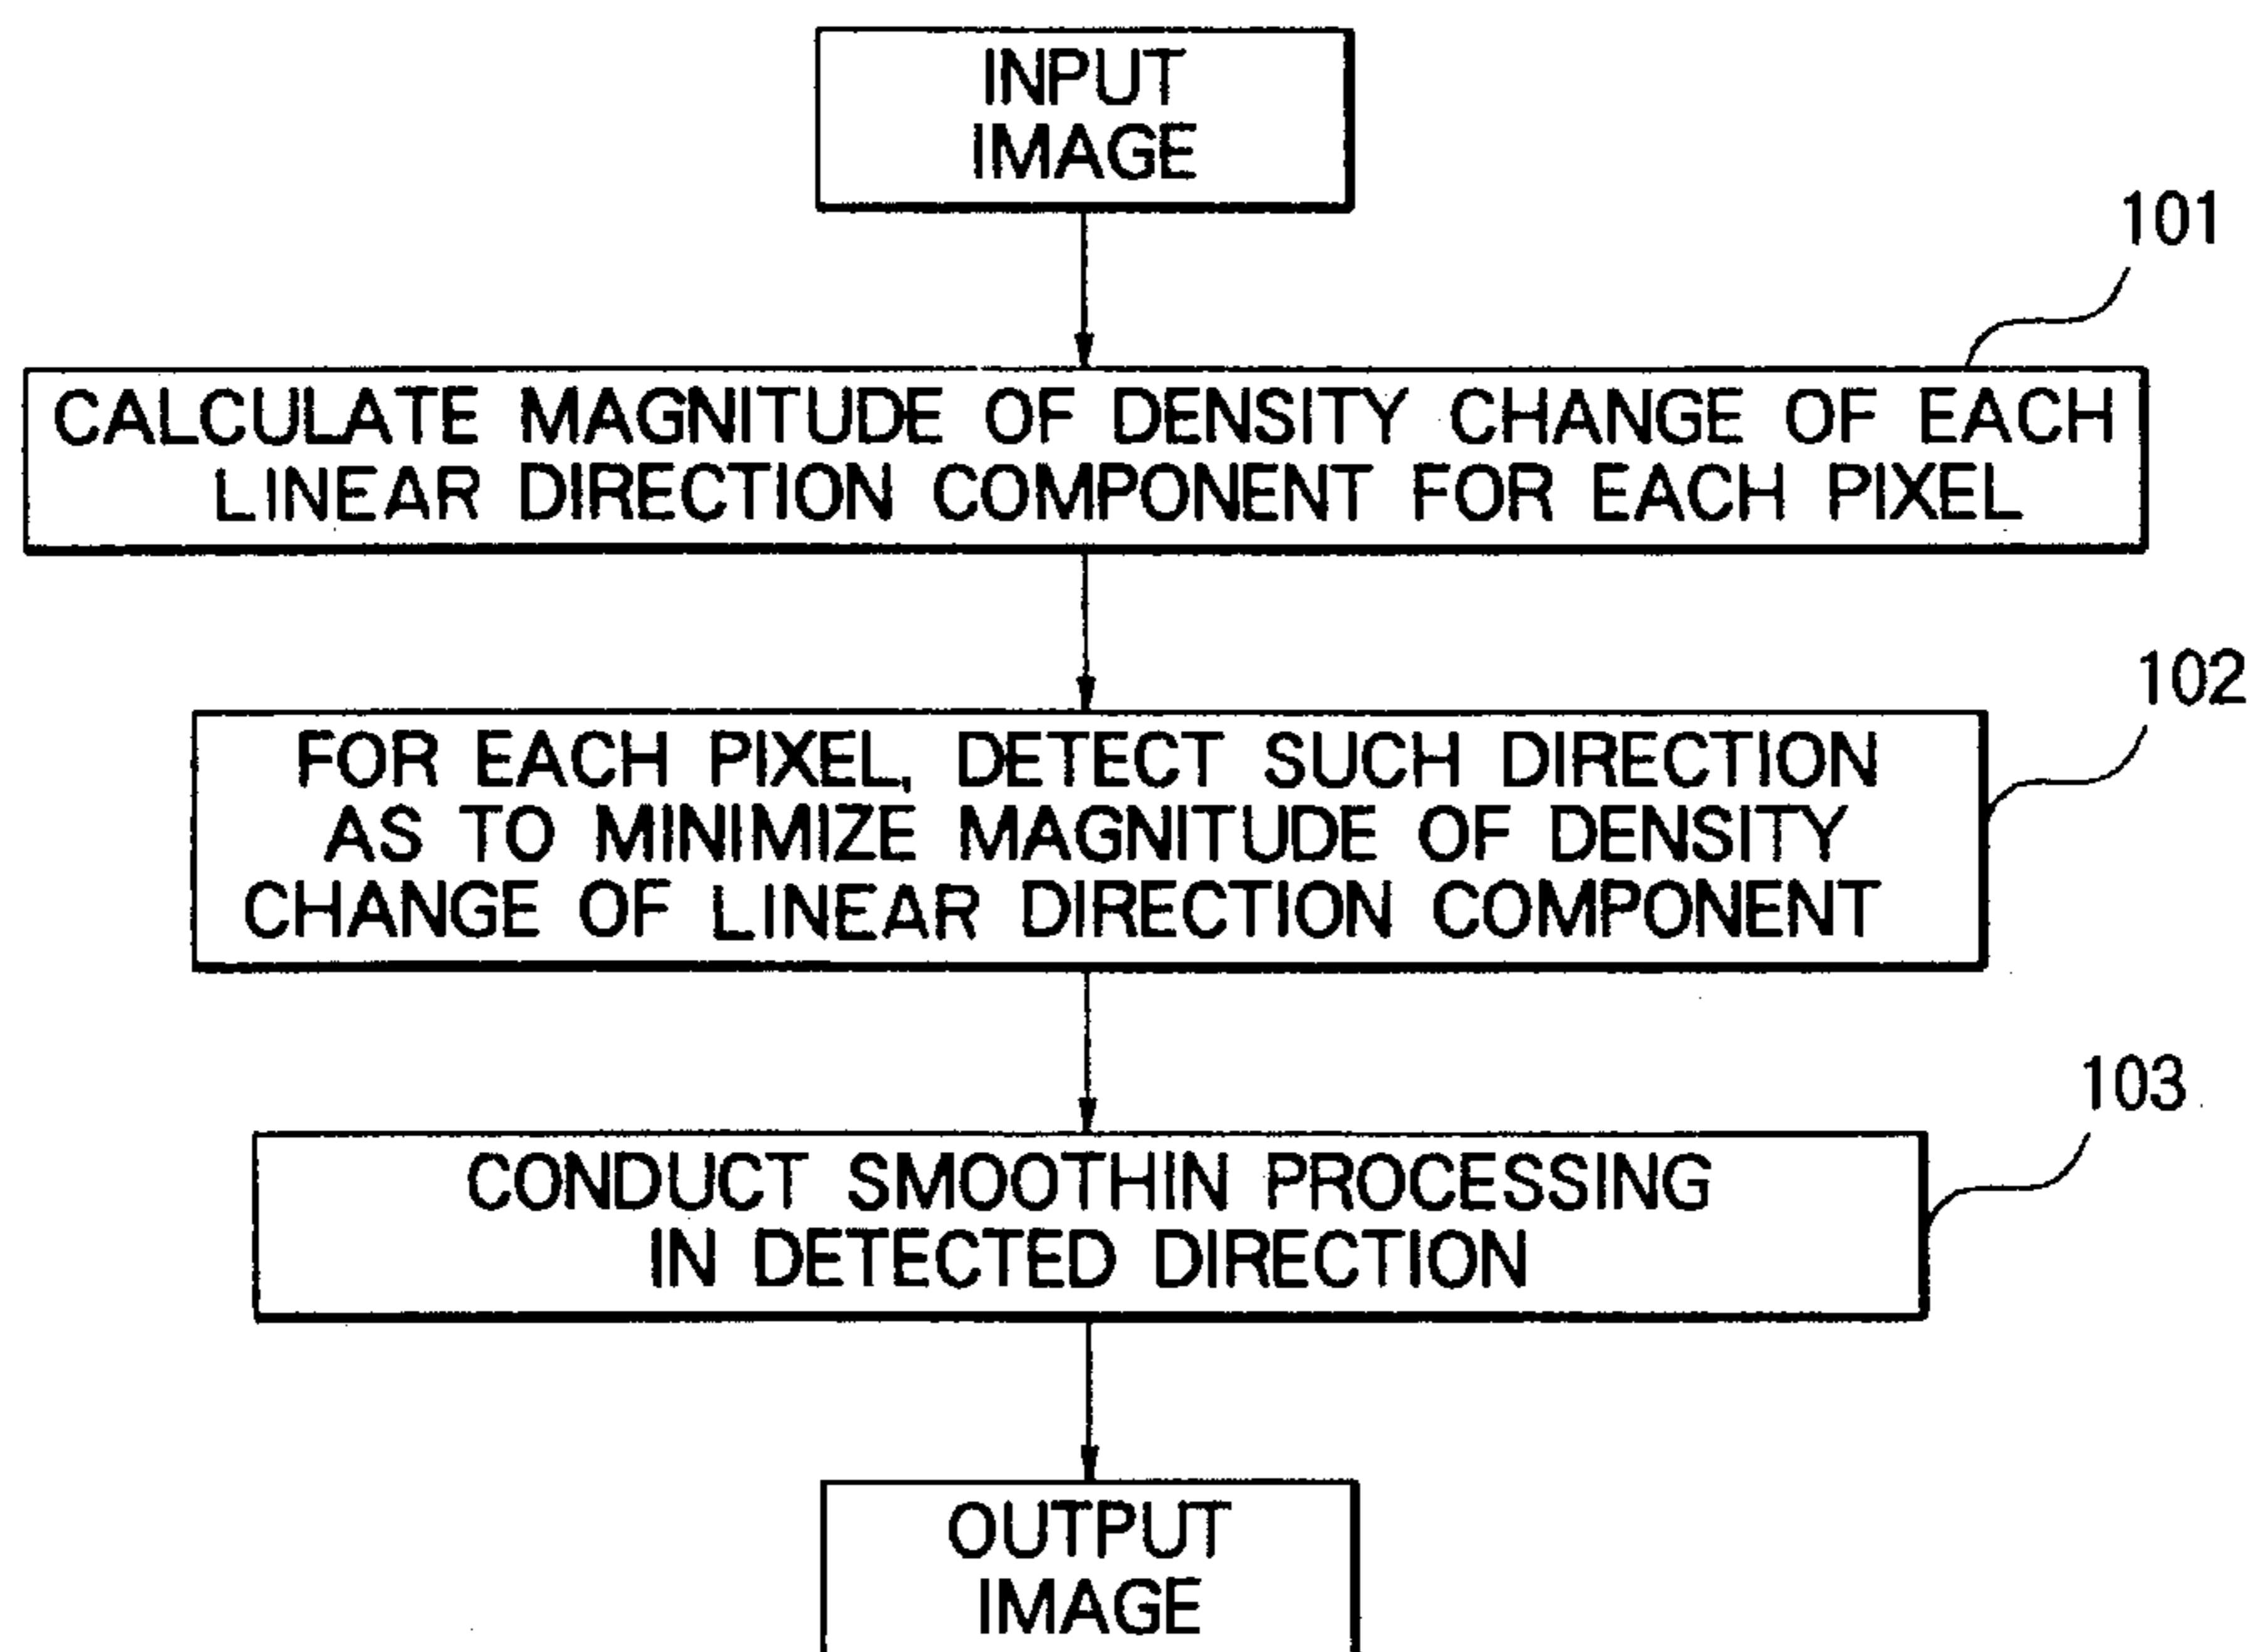 INPUT
IMAGE
101
CALCULATE MAGNITUDE OF DENSITY CHANGE OF EACH
LINEAR DIRECTION COMPONENT FOR EACH PIXEL
102
FOR EACH PIXEL, DETECT SUCH DIRECTION
AS TO MINIMIZE MAGNITUDE OF DENSITY
CHANGE OF LINEAR DIRECTION COMPONENT
103
CONDUCT SMOOTHIN PROCESSING
IN DETECTED DIRECTION
OUTPUT
IMAGE